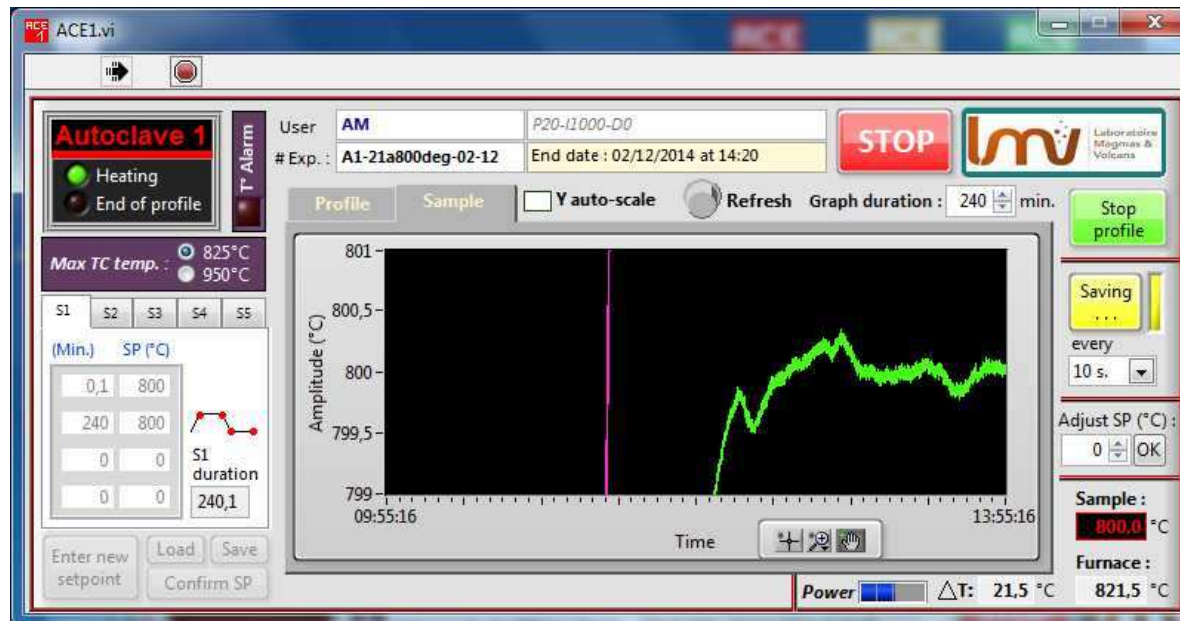 ACE1.vi
Autoclave 1
Heating
End of profile
T° Alarm
User AM P20-I1000-D0
# Exp. : A1-21a800deg-02-12 End date : 02/12/2014 at 14:20
STOP
lmv Laboratoire Magmas & Volcans
Profile Sample Y auto-scale Refresh Graph duration : 240 min.
Stop profile
Max TC temp. : 825°C
950°C
S1 S2 S3 S4 S5
(Min.) SP (°C)
0,1 800
240 800
0 0
0 0
S1 duration
240,1
Enter new setpoint
Load Save
Confirm SP
Amplitude (°C)
801
800,5
800
799,5
799
09:55:16 13:55:16
Time
Saving
...
every
10 s.
Adjust SP (°C) :
0 OK
Sample :
800,0 °C
Furnace :
821,5 °C
Power △T: 21,5 °C